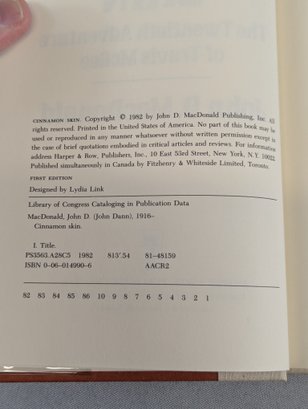 CINNAMON SKIN. Copyright © 1982 by John D. MacDonald Publishing, Inc. All
rights reserved. Printed in the United States of America. No part of this book may be
used or reproduced in any manner whatsoever without written permission except in
the case of brief quotations embodied in critical articles and reviews. For information
address Harper & Row, Publishers, Inc., 10 East 53rd Street, New York, N.Y. 10022.
Published simultaneously in Canada by Fitzhenry & Whiteside Limited, Toronto.
FIRST EDITION
Designed by Lydia Link
Library of Congress Cataloging in Publication Data
MacDonald, John D. (John Dann), 1916–
Cinnamon skin.
I. Title.
PS3563.A28C5 1982 813'.54 81-48159
ISBN 0-06-014990-6 AACR2
82 83 84 85 86 10 9 8 7 6 5 4 3 2 1